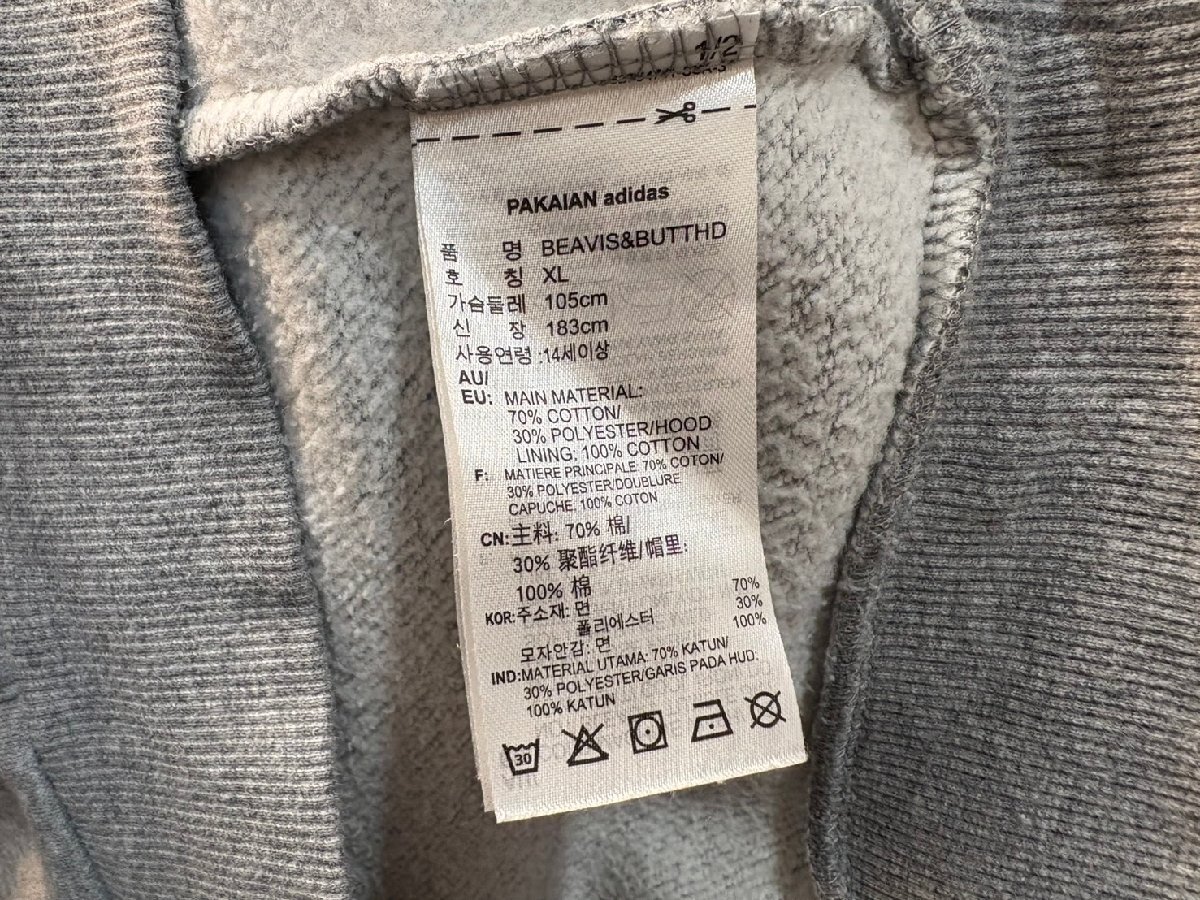 1/2
PAKAIAN adidas
품 명 BEAVIS&BUTTHD
호 칭 XL
가슴둘레 105cm
신 장 183cm
사용연령 :14세이상
AU/
EU: MAIN MATERIAL:
70% COTTON/
30% POLYESTER/HOOD
LINING: 100% COTTON
F: MATIERE PRINCIPALE: 70% COTON/
30% POLYESTER/DOUBLURE
CAPUCHE: 100% COTON
CN:主料: 70% 棉/
30% 聚酯纤维/帽里:
100% 棉
KOR:주소재: 면 70%
폴리에스터 30%
모자안감: 면 100%
IND:MATERIAL UTAMA: 70% KATUN/
30% POLYESTER/GARIS PADA HUD.
100% KATUN
30